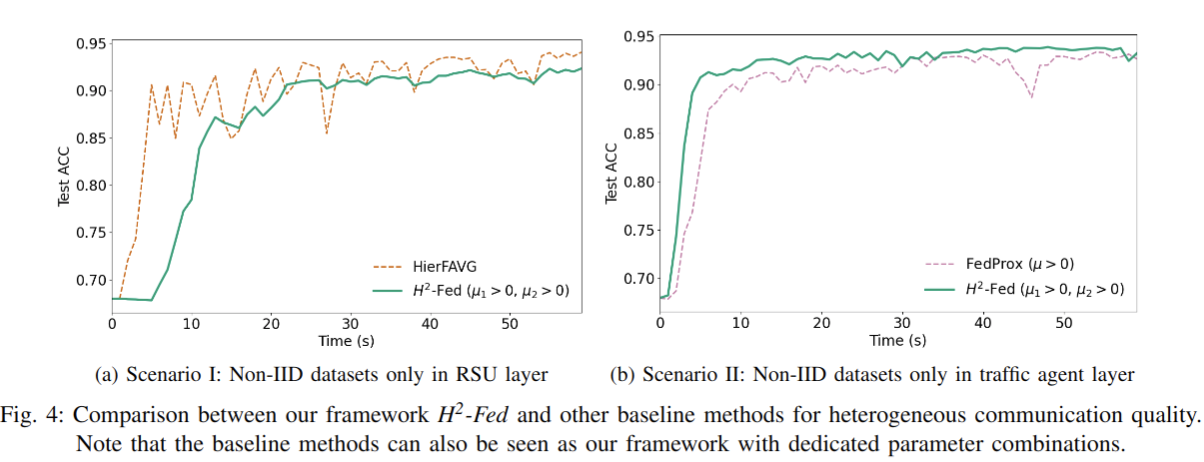 0.95
0.90
0.85
0.80
0.75
0.70
Test ACC
0 10 20 30 40 50
Time (s)
HierFAVG
H²-Fed (μ₁ > 0, μ₂ > 0)
(a) Scenario I: Non-IID datasets only in RSU layer
0.95
0.90
0.85
0.80
0.75
0.70
Test ACC
0 10 20 30 40 50
Time (s)
FedProx (μ > 0)
H²-Fed (μ₁ > 0, μ₂ > 0)
(b) Scenario II: Non-IID datasets only in traffic agent layer
Fig. 4: Comparison between our framework H²-Fed and other baseline methods for heterogeneous communication quality.
Note that the baseline methods can also be seen as our framework with dedicated parameter combinations.